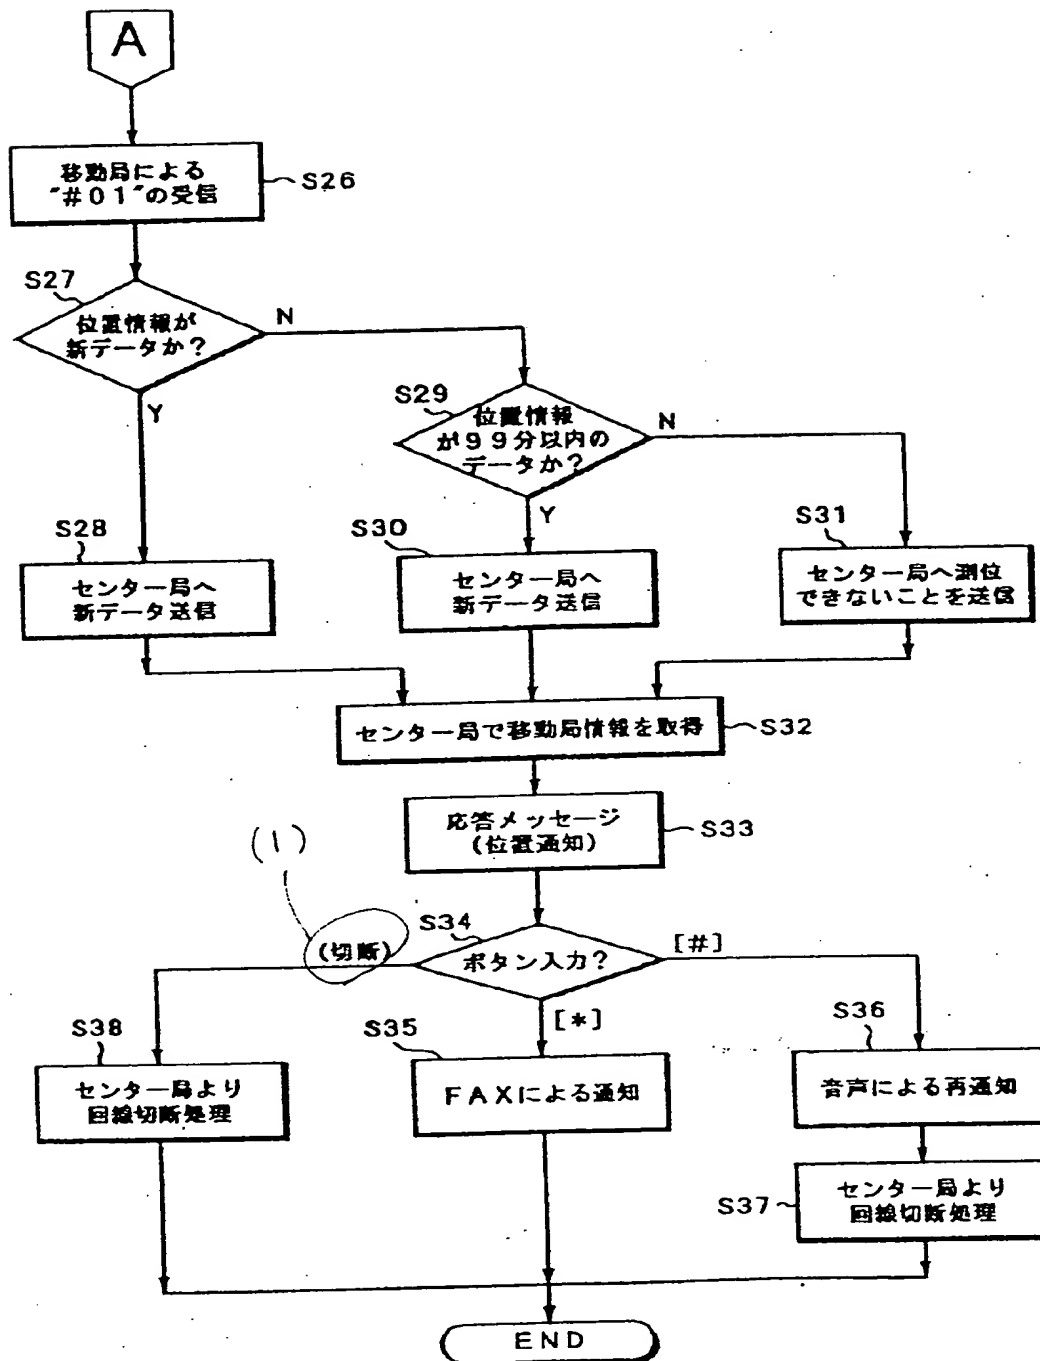 A
移動局による
"#01"の受信
S26
S27
位置情報が
新データか?
N
Y
S29
位置情報
が99分以内の
データか?
N
Y
S28
センター局へ
新データ送信
S30
センター局へ
新データ送信
S31
センター局へ測位
できないことを送信
センター局で移動局情報を取得
S32
応答メッセージ
(位置通知)
S33
(1)
(切断)
S34
ボタン入力?
[#]
[*]
S38
センター局より
回線切断処理
S35
FAXによる通知
S36
音声による再通知
S37
センター局より
回線切断処理
END